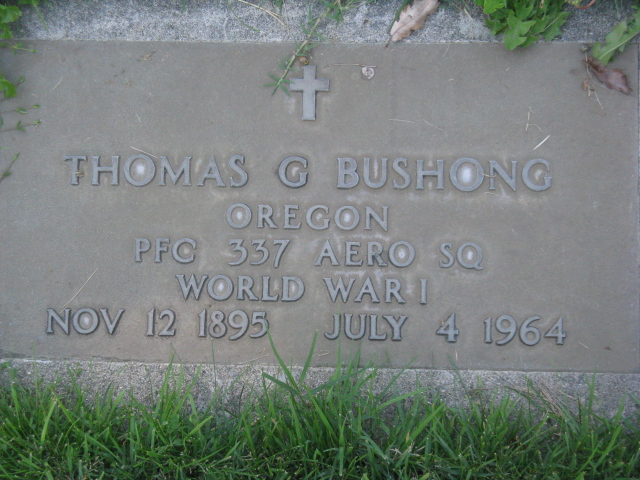 THOMAS G BUSHONG
OREGON
PFC 337 AERO SQ
WORLD WAR I
NOV 12 1895 JULY 4 1964